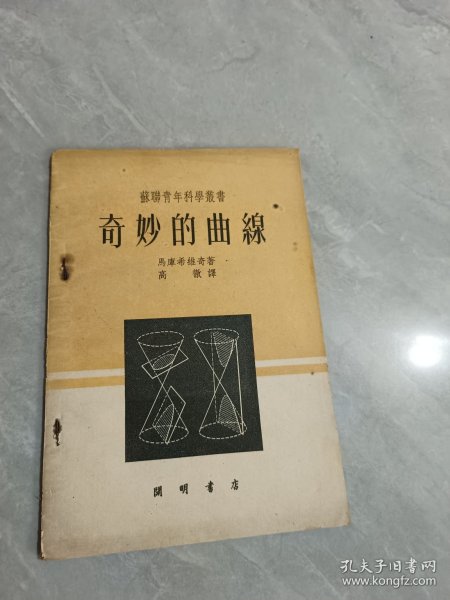 蘇聯青年科學叢書
奇妙的曲線
馬庫希維奇著
高徹譯
開明書店
孔夫子旧书网
www.kongfz.com